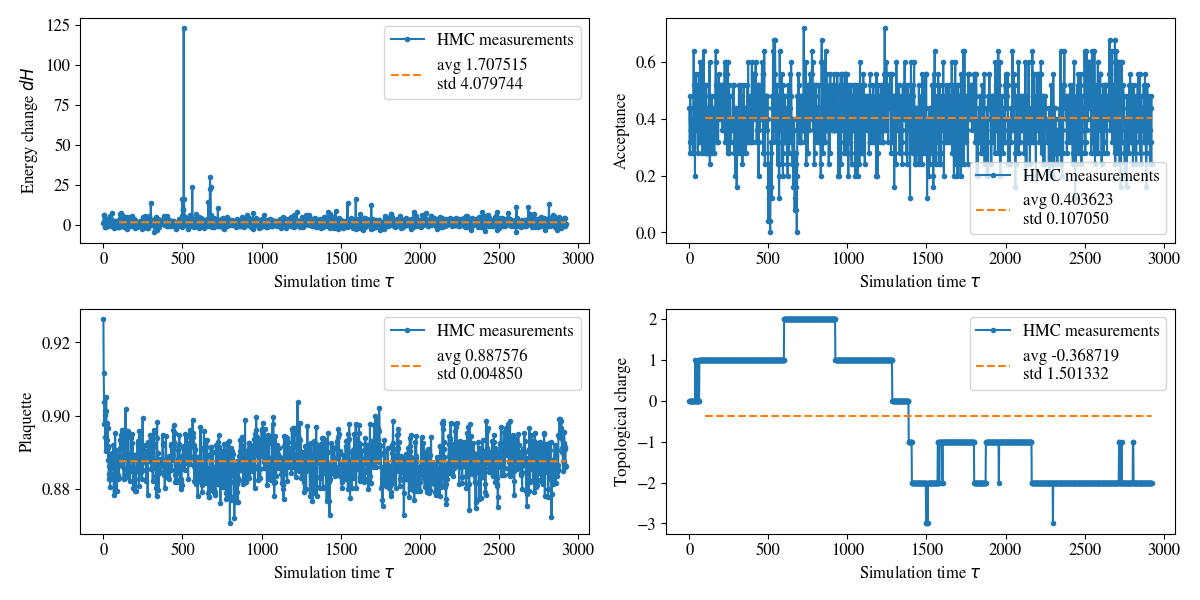 125
100
75
50
25
0
Energy change dH
HMC measurements
avg 1.707515
std 4.079744
0 500 1000 1500 2000 2500 3000
Simulation time τ
0.6
0.4
0.2
0.0
Acceptance
HMC measurements
avg 0.403623
std 0.107050
0 500 1000 1500 2000 2500 3000
Simulation time τ
0.92
0.90
0.88
Plaquette
HMC measurements
avg 0.887576
std 0.004850
0 500 1000 1500 2000 2500 3000
Simulation time τ
2
1
0
−1
−2
−3
Topological charge
HMC measurements
avg -0.368719
std 1.501332
0 500 1000 1500 2000 2500 3000
Simulation time τ